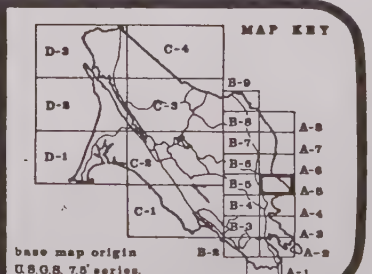 MAP KEY
D-3
C-4
B-9
D-2
C-3
B-8
A-8
B-7
A-7
D-1
C-2
B-6
A-6
B-5
A-5
C-1
B-4
A-4
B-3
A-3
B-2
A-2
A-1
base map origin
U.S.G.S. 7.5' series.